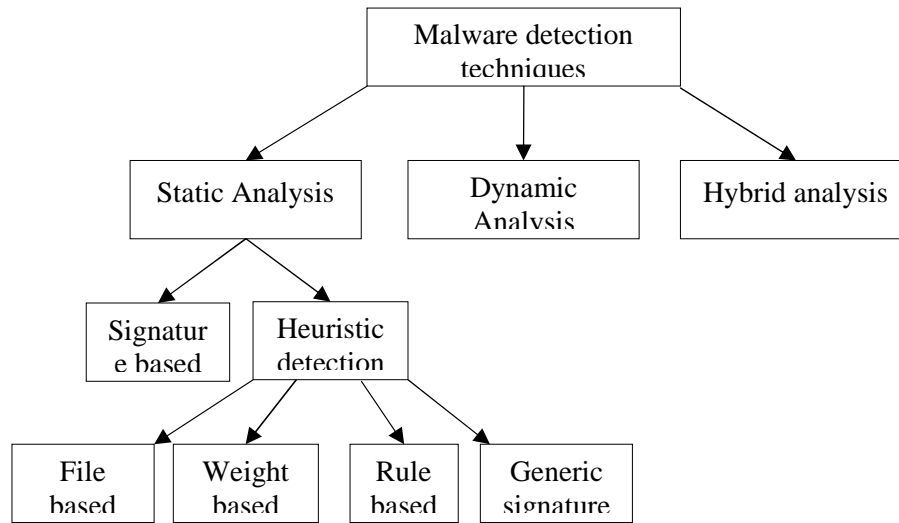 Malware detection
techniques
Static Analysis
Dynamic
Analysis
Hybrid analysis
Signatur
e based
Heuristic
detection
File
based
Weight
based
Rule
based
Generic
signature